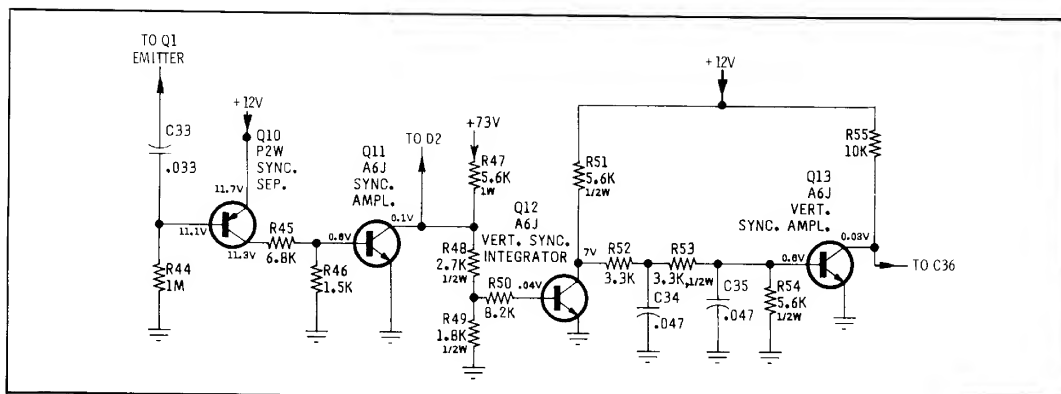 TO Q1
EMITTER
C33
.033
+12V
Q10
P2W
SYNC.
SEP.
11.7V
11.1V
11.3V
R44
1M
R45
6.8K
R46
1.5K
0.6V
Q11
A6J
SYNC.
AMPL.
0.1V
TO D2
+73V
R47
5.6K
1W
R48
2.7K
1/2W
R49
1.8K
1/2W
R50
8.2K
.04V
Q12
A6J
VERT. SYNC.
INTEGRATOR
+12V
R51
5.6K
1/2W
7V
R52
3.3K
R53
3.3K,1/2W
C34
.047
C35
.047
0.6V
R54
5.6K
1/2W
Q13
A6J
VERT.
SYNC. AMPL.
0.03V
R55
10K
TO C36